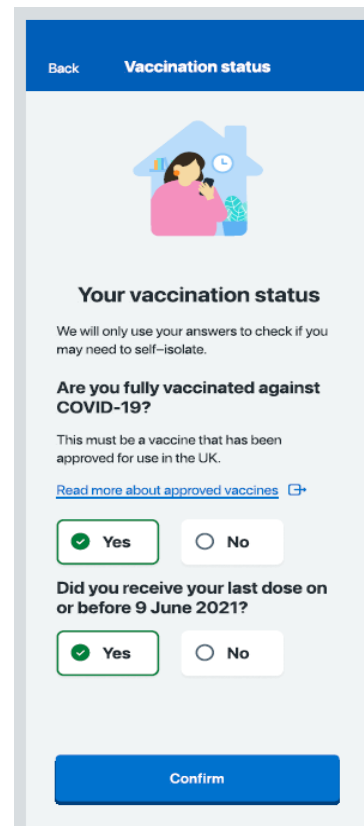 Back Vaccination status
Your vaccination status
We will only use your answers to check if you
may need to self-isolate.
Are you fully vaccinated against
COVID-19?
This must be a vaccine that has been
approved for use in the UK.
Read more about approved vaccines
Yes No
Did you receive your last dose on
or before 9 June 2021?
Yes No
Confirm